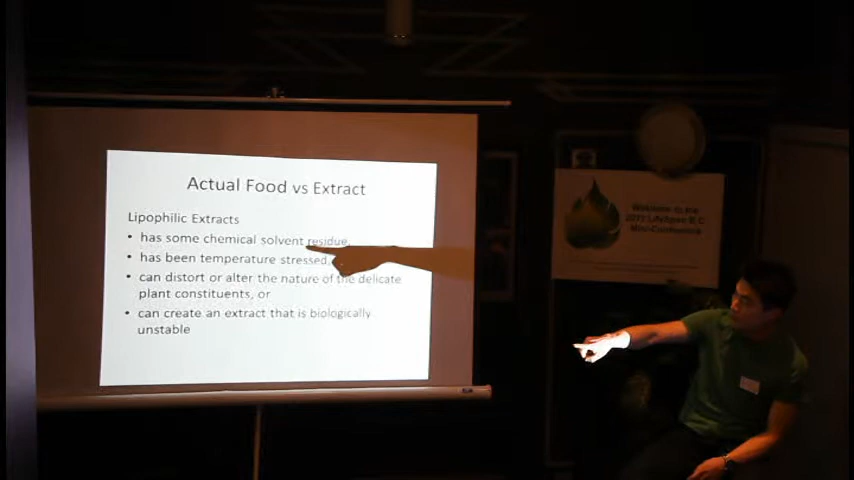 Actual Food vs Extract
Lipophilic Extracts
• has some chemical solvent residue,
• has been temperature stressed,
• can distort or alter the nature of the delicate
plant constituents, or
• can create an extract that is biologically
unstable
Welcome to the
Mini-Conference